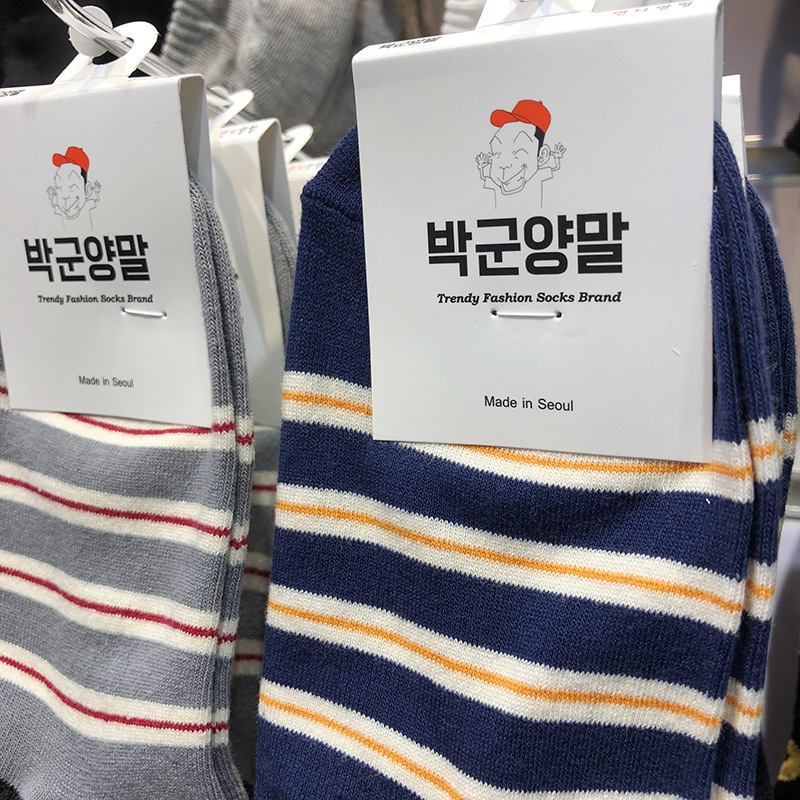 박군양말
Trendy Fashion Socks Brand
Made in Seoul
박군양말
Trendy Fashion Socks Brand
Made in Seoul